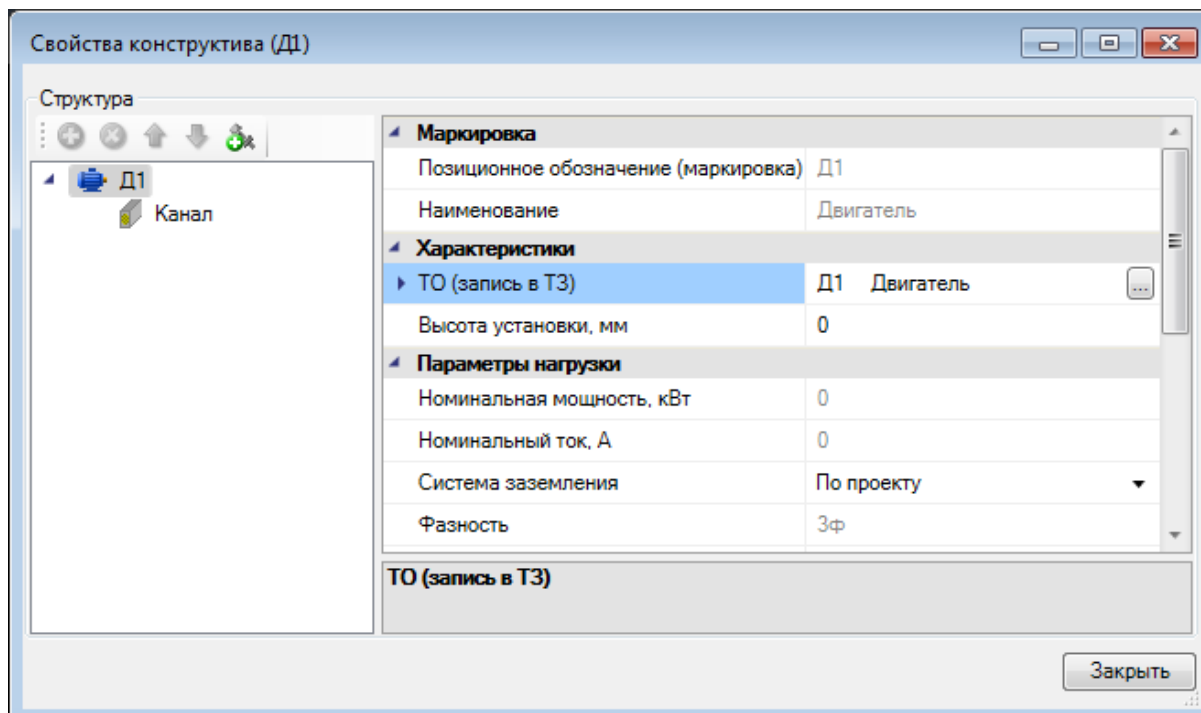 Свойства конструктива (Д1)
Структура
Д1
Канал
Маркировка
Позиционное обозначение (маркировка) Д1
Наименование Двигатель
Характеристики
ТО (запись в ТЗ) Д1 Двигатель ...
Высота установки, мм 0
Параметры нагрузки
Номинальная мощность, кВт 0
Номинальный ток, А 0
Система заземления По проекту
Фазность 3ф
ТО (запись в ТЗ)
Закрыть